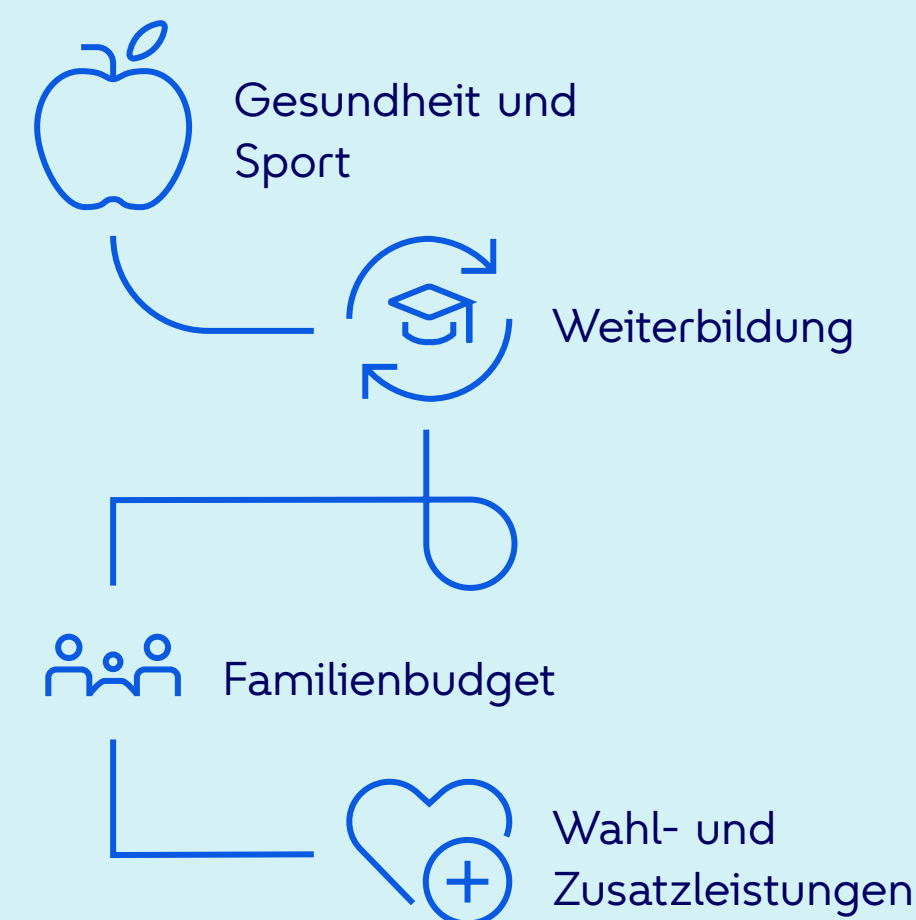 Gesundheit und
Sport
Weiterbildung
Familienbudget
Wahl- und
Zusatzleistungen